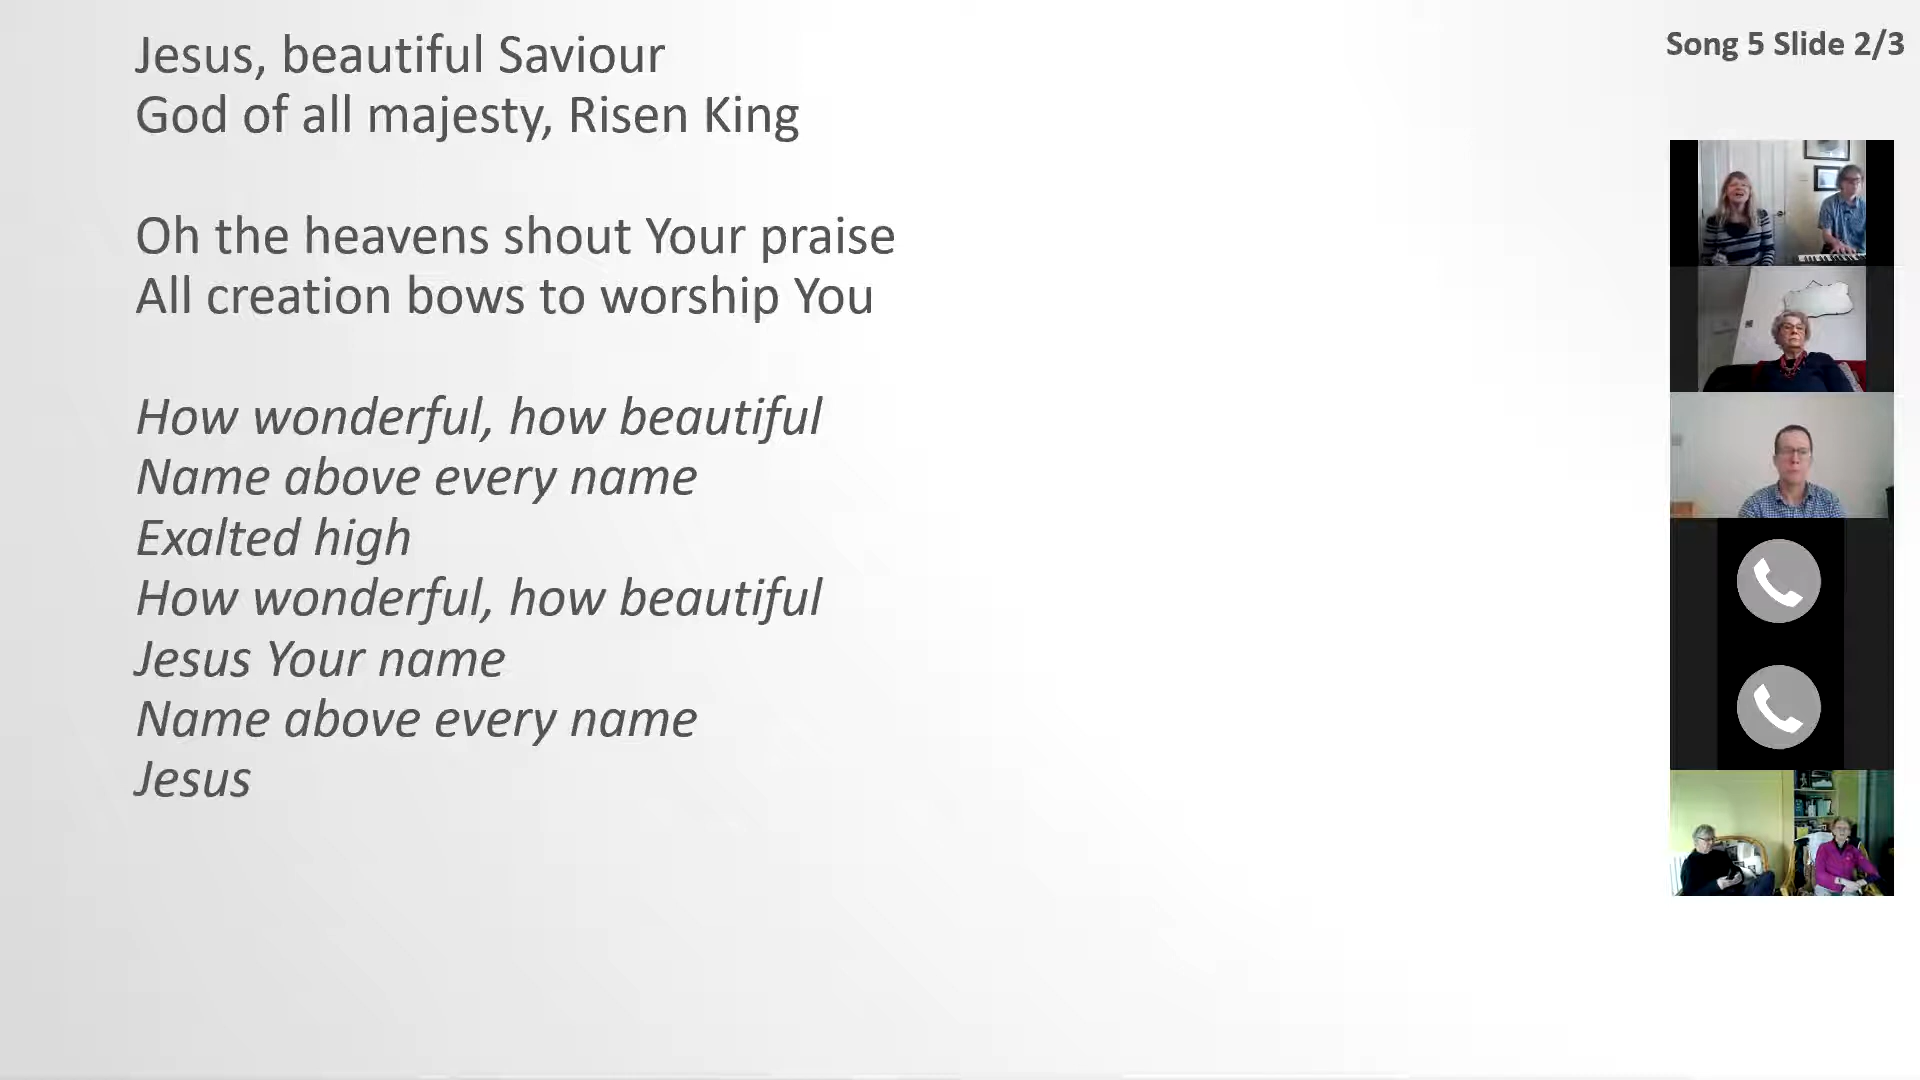 Jesus, beautiful Saviour
God of all majesty, Risen King
Oh the heavens shout Your praise
All creation bows to worship You
How wonderful, how beautiful
Name above every name
Exalted high
How wonderful, how beautiful
Jesus Your name
Name above every name
Jesus
Song 5 Slide 2/3